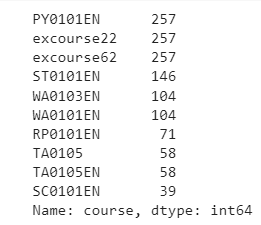 PY0101EN 257
excourse22 257
excourse62 257
ST0101EN 146
WA0103EN 104
WA0101EN 104
RP0101EN 71
TA0105 58
TA0105EN 58
SC0101EN 39
Name: course, dtype: int64